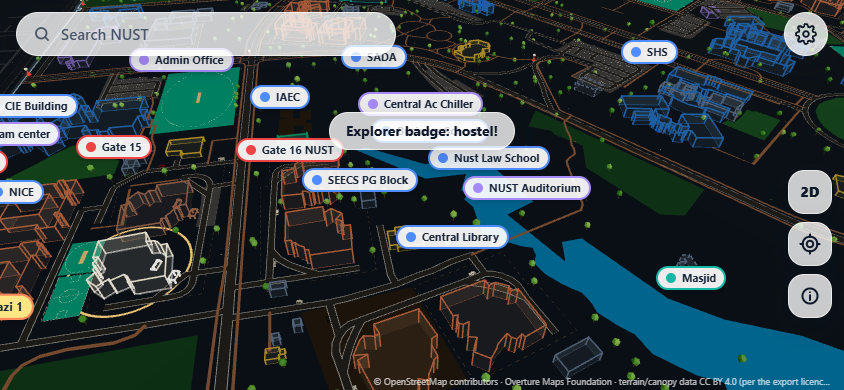 Search NUST
Admin Office
SADA
SHS
CIE Building
IAEC
Central Ac Chiller
am center
Explorer badge: hostel!
Gate 15
Gate 16 NUST
Nust Law School
NICE
SEECS PG Block
NUST Auditorium
2D
Central Library
Masjid
azi 1
© OpenStreetMap contributors · Overture Maps Foundation · terrain/canopy data CC BY 4.0 (per the export licenc...